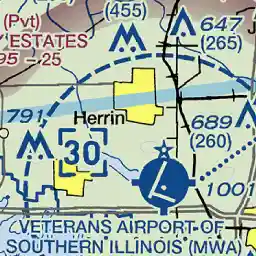 (Pvt)
(455)
647
(265)
ESTATES
95 - 25
791
Herrin
689
(260)
30
1001
VETERANS AIRPORT OF
SOUTHERN ILLINOIS (MWA)